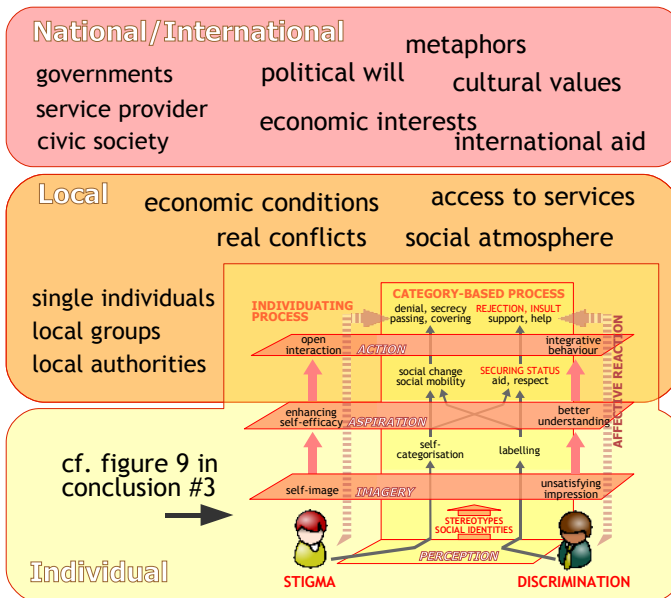 National/International
metaphors
governments
political will
cultural values
service provider
economic interests
civic society
international aid
Local
economic conditions
access to services
real conflicts
social atmosphere
single individuals
local groups
local authorities
INDIVIDUATING
PROCESS
CATEGORY-BASED PROCESS
denial, secrecy
passing, covering
REJECTION, INSULT
support, help
open
interaction
ACTION
integrative
behaviour
social change
social mobility
SECURING STATUS
aid, respect
AFFECTIVE REACTION
enhancing
self-efficacy
ASPIRATION
better
understanding
self-
categorisation
labelling
cf. figure 9 in
conclusion #3
self-image
IMAGERY
unsatisfying
impression
STEREOTYPES
SOCIAL IDENTITIES
PERCEPTION
Individual
STIGMA
DISCRIMINATION